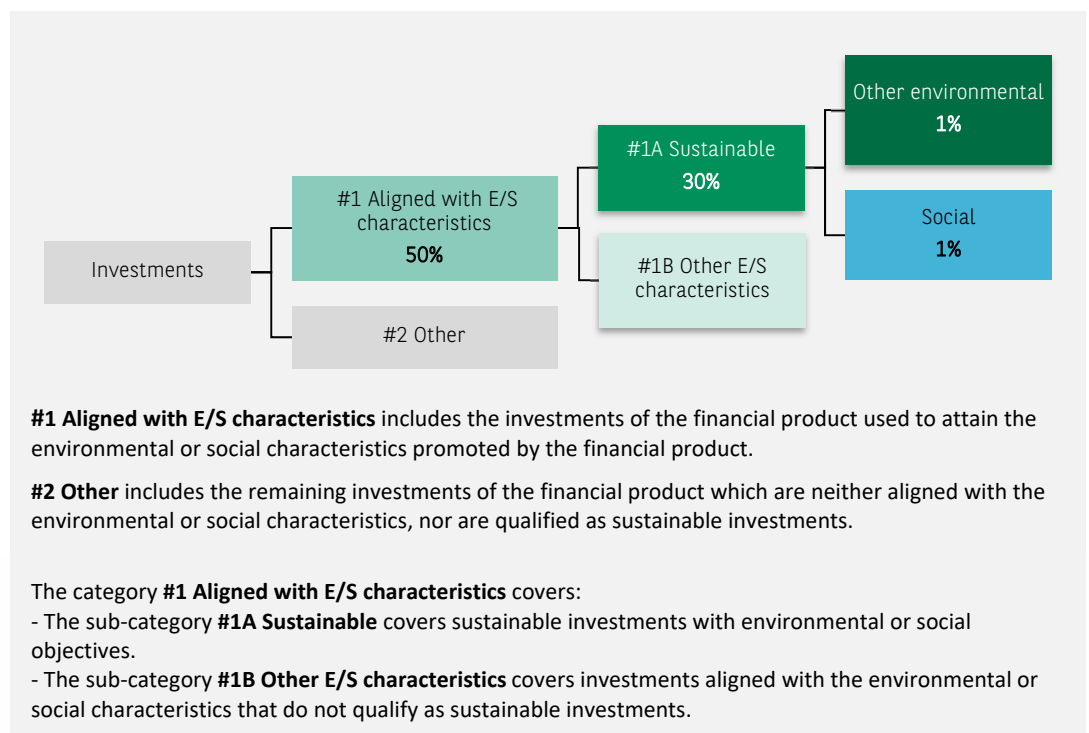 Other environmental
1%
#1A Sustainable
30%
#1 Aligned with E/S
characteristics
50%
Social
1%
Investments
#1B Other E/S
characteristics
#2 Other
#1 Aligned with E/S characteristics includes the investments of the financial product used to attain the
environmental or social characteristics promoted by the financial product.
#2 Other includes the remaining investments of the financial product which are neither aligned with the
environmental or social characteristics, nor are qualified as sustainable investments.
The category #1 Aligned with E/S characteristics covers:
- The sub-category #1A Sustainable covers sustainable investments with environmental or social
objectives.
- The sub-category #1B Other E/S characteristics covers investments aligned with the environmental or
social characteristics that do not qualify as sustainable investments.